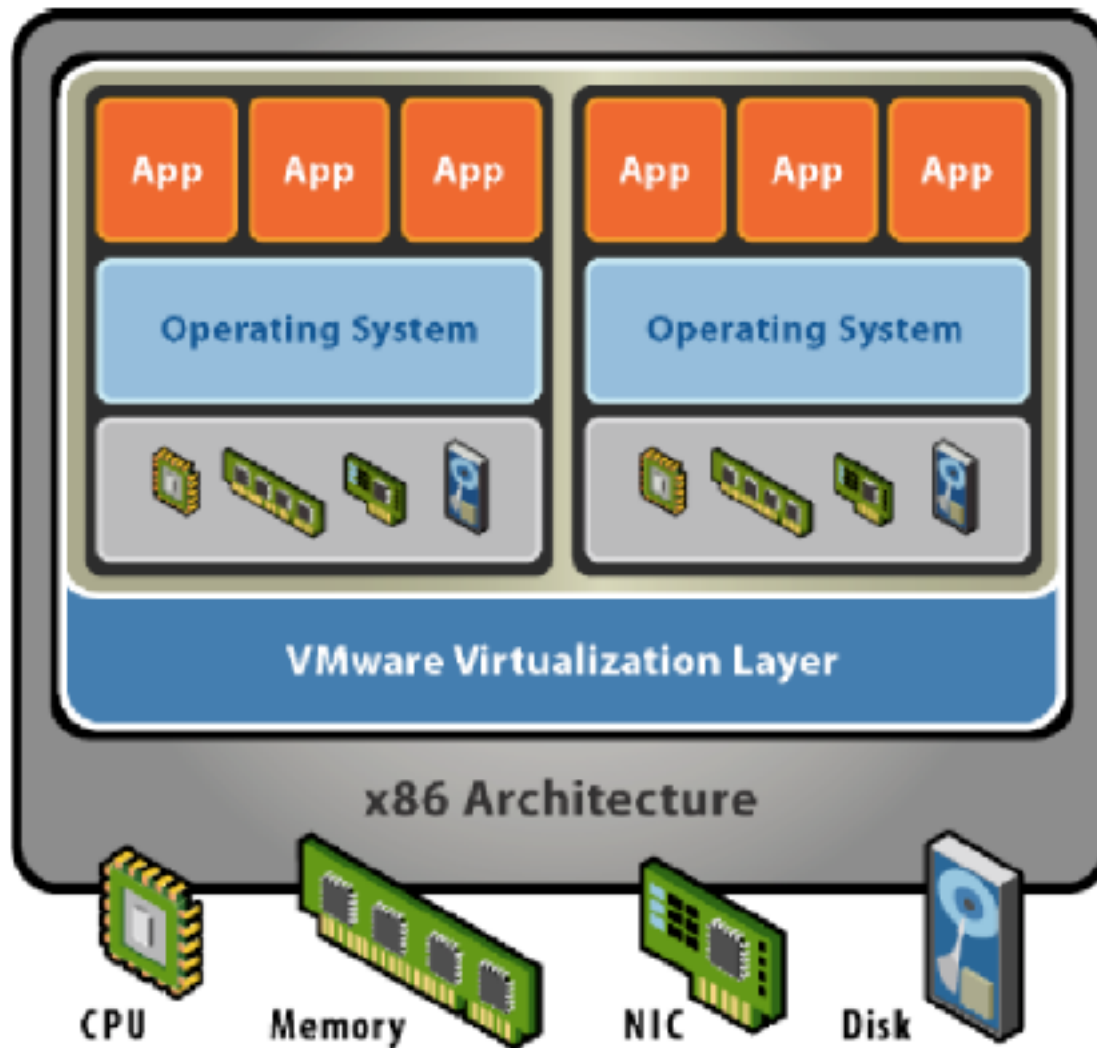 App App App App App App
Operating System Operating System
VMware Virtualization Layer
x86 Architecture
CPU Memory NIC Disk